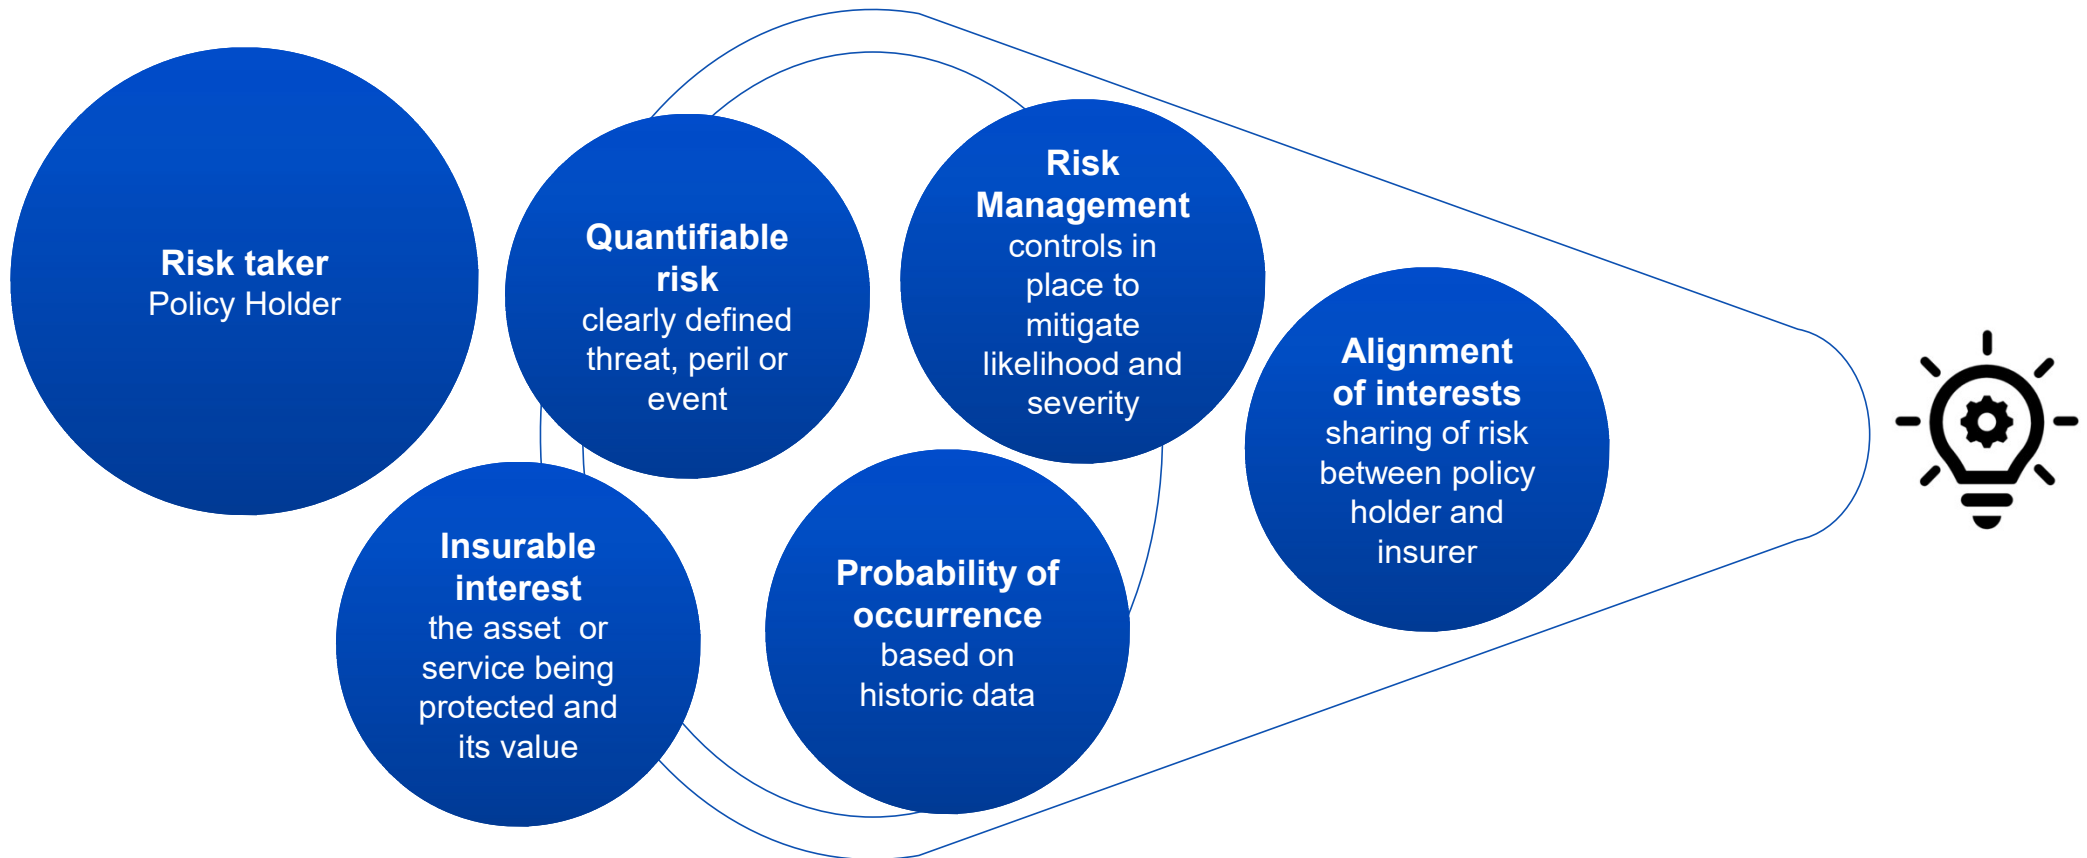 Risk taker
Policy Holder
Quantifiable
risk
clearly defined
threat, peril or
event
Risk
Management
controls in
place to
mitigate
likelihood and
severity
Alignment
of interests
sharing of risk
between policy
holder and
insurer
Insurable
interest
the asset  or
service being
protected and
its value
Probability of
occurrence
based on
historic data